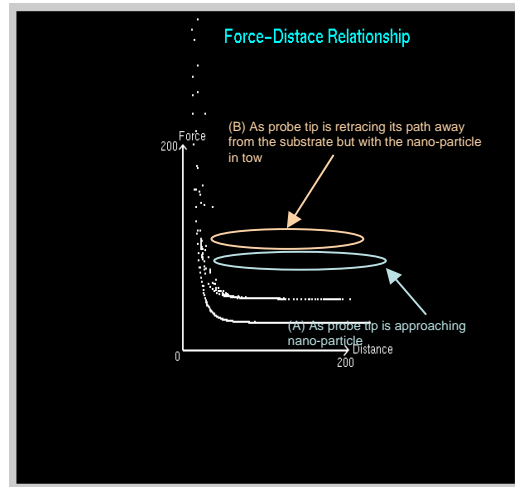 Force-Distace Relationship
(B) As probe tip is retracing its path away
from the substrate but with the nano-particle
in tow
Force
200
(A) As probe tip is approaching
nano-particle
Distance
0
200